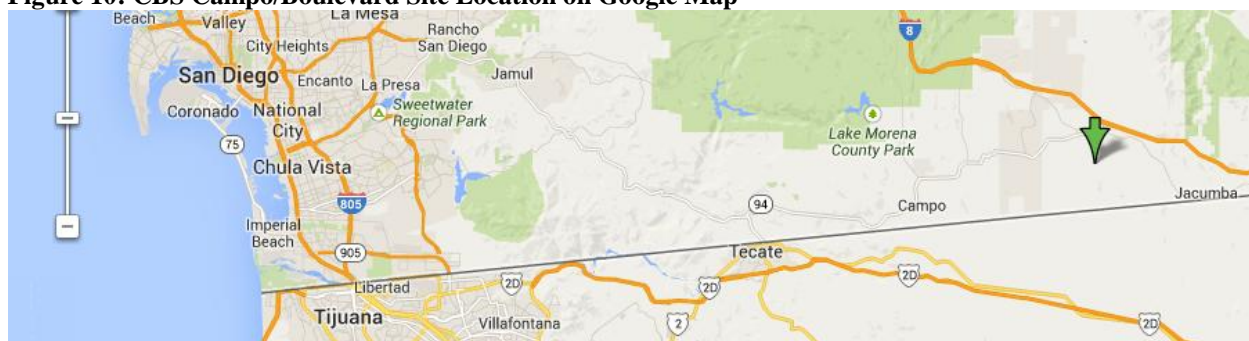 Figure 10: CBS Campo/Boulevard Site Location on Google Map
Beach
Valley
La Mesa
Rancho
San Diego
City Heights
San Diego
Encanto
La Presa
Jamul
Coronado
National
City
Sweetwater
Regional Park
75
Chula Vista
805
Imperial
Beach
905
8
Lake Morena
County Park
94
Campo
Jacumba
Tecate
Libertad
2D
2D
2D
2D
2
Tijuana
Villafontana